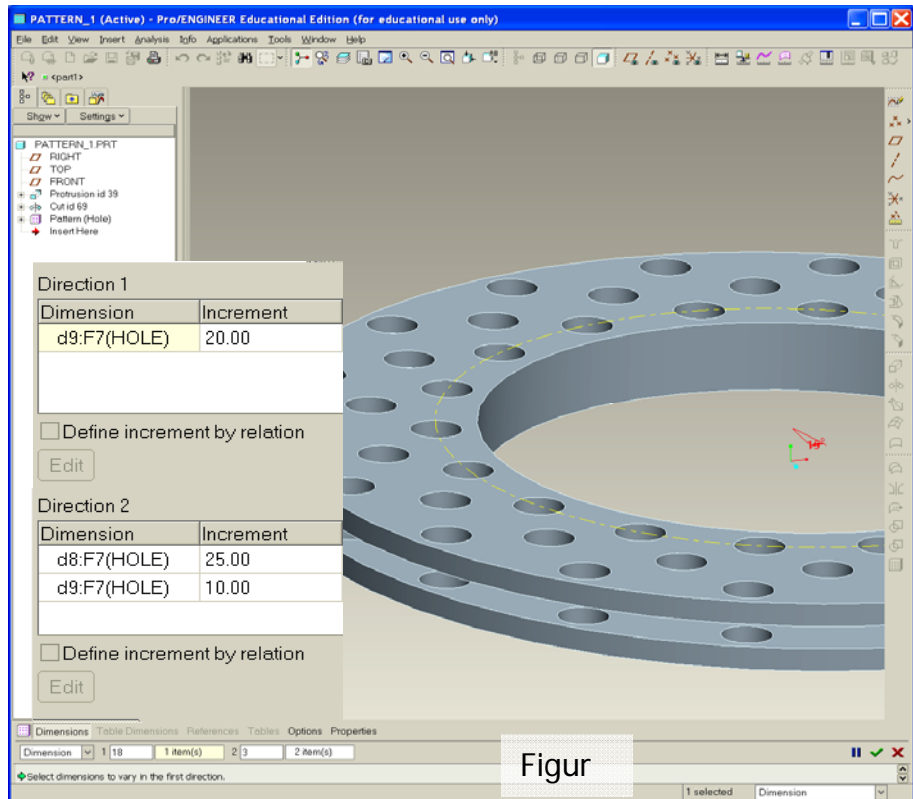 PATTERN_1 (Active) - Pro/ENGINEER Educational Edition (for educational use only)
File Edit View Insert Analysis Info Applications Tools Window Help
<part1>
Show Settings
PATTERN_1.PRT
RIGHT
TOP
FRONT
Protrusion id 39
Cut id 69
Pattern (Hole)
Insert Here
Direction 1
Dimension Increment
d9:F7(HOLE) 20.00
Define increment by relation
Edit
Direction 2
Dimension Increment
d8:F7(HOLE) 25.00
d9:F7(HOLE) 10.00
Define increment by relation
Edit
Dimensions Table Dimensions References Tables Options Properties
Dimension 1 18 1 item(s) 2 3 2 item(s)
Select dimensions to vary in the first direction.
Figur
1 selected Dimension